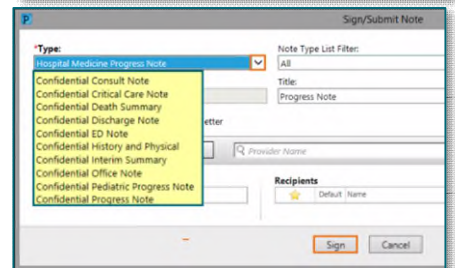 P Sign/Submit Note
*Type: Note Type List Filter:
Hospital Medicine Progress Note All
Confidential Consult Note Title:
Confidential Critical Care Note Progress Note
Confidential Death Summary
Confidential Discharge Note etter
Confidential ED Note
Confidential History and Physical Provider Name
Confidential Interim Summary
Confidential Office Note Recipients
Confidential Pediatric Progress Note Default Name
Confidential Progress Note
Sign Cancel